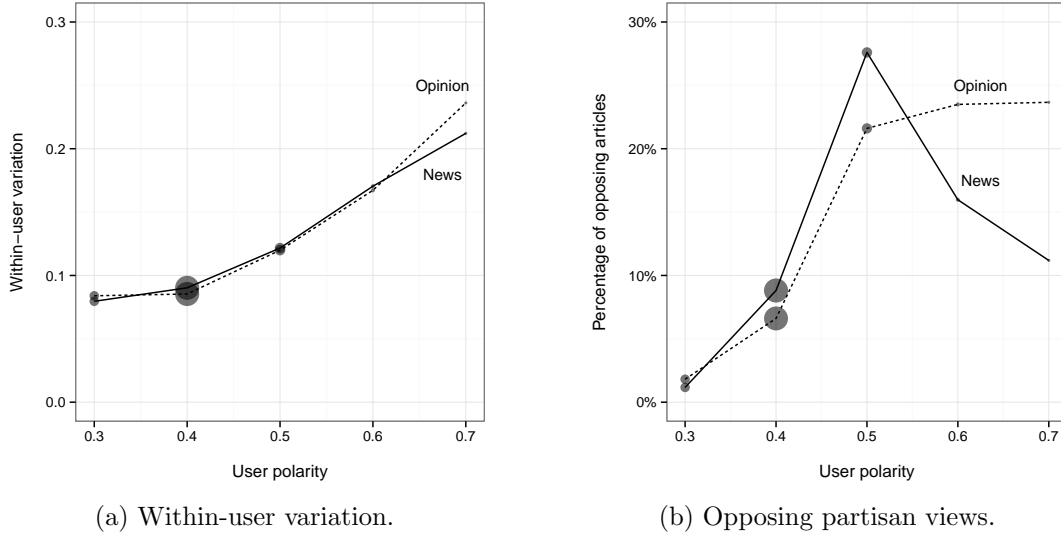 Within−user variation
0.3
0.2
0.1
0.0
Opinion
News
0.3 0.4 0.5 0.6 0.7
User polarity
(a) Within-user variation.
Percentage of opposing articles
30%
20%
10%
0%
Opinion
News
0.3 0.4 0.5 0.6 0.7
User polarity
(b) Opposing partisan views.